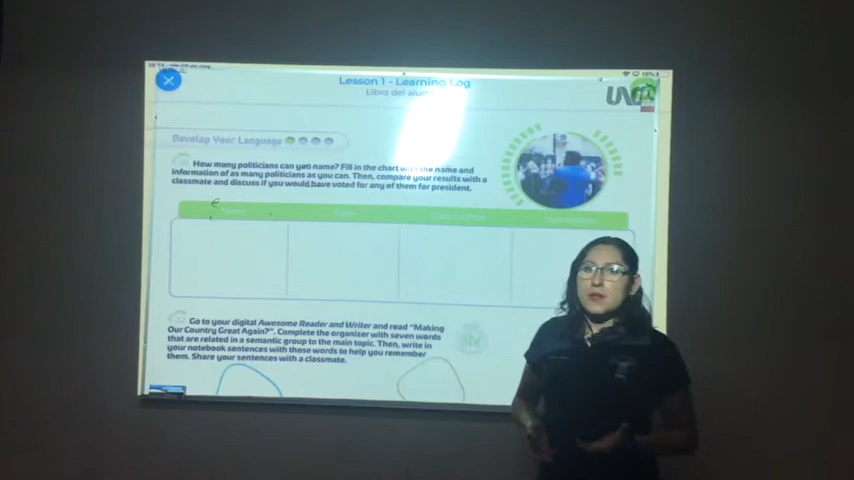 Lesson 1 - Learning Log
Libro del
Develop Your Language
How many politicians can you name? Fill in the chart with the name and
information of as many politicians as you can. Then, compare your results with a
classmate and discuss if you would have voted for any of them for president.
Go to your digital Awesome Reader and Writer and read "Making
Our Country Great Again?". Complete the organizer with seven words
that are related in a semantic group to the main topic. Then, write in
your notebook sentences with those words to help you remember
them. Share your sentences with a classmate.